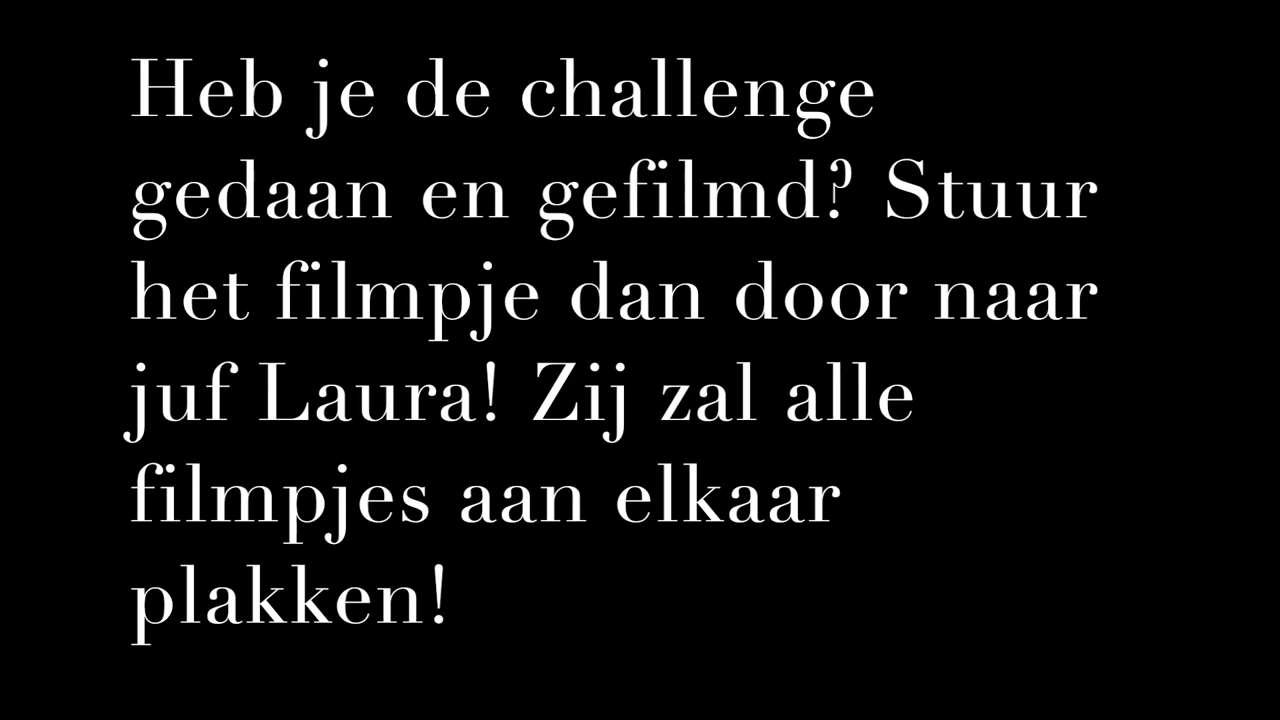 Heb je de challenge
gedaan en gefilmd? Stuur
het filmpje dan door naar
juf Laura! Zij zal alle
filmpjes aan elkaar
plakken!